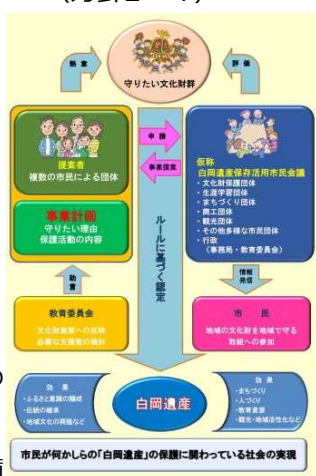 守りたい文化財群
熱意
評価
提案者
複数の市民による団体
事業計画
守りたい理由
保護活動の内容
申請
事業提案
仮称
白岡遺産保存活用市民会議
・文化財保護団体
・生涯学習団体
・まちづくり団体
・商工団体
・観光団体
・その他多様な市民団体
・行政
(事務局・教育委員会)
ルールに基づく認定
助言
情報
発信
教育委員会
文化財施策への反映
必要な支援策の検討
市民
地域の文化財を地域で守る
取組への参加
効果
・ふるさと意識の醸成
・伝統の継承
・地域文化の興隆など
白岡遺産
効果
・まちづくり
・人づくり
・教育資源
・観光・地域活性化など
市民が何かしらの「白岡遺産」の保護に関わっている社会の実現
の